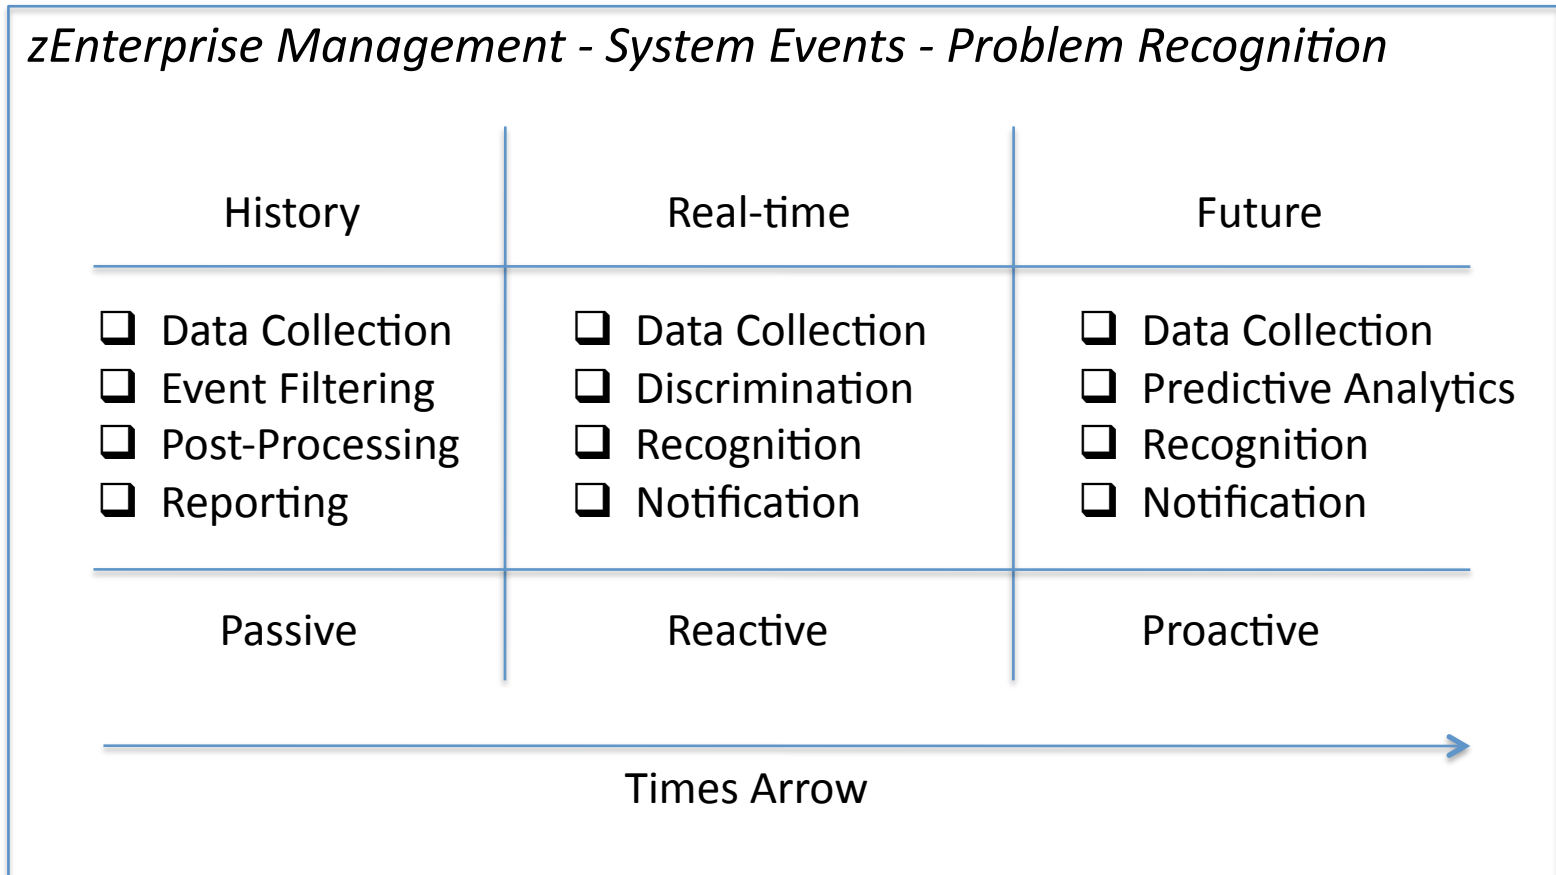 zEnterprise Management - System Events - Problem Recognition
History Real-time Future
Data Collection Data Collection Data Collection
Event Filtering Discrimination Predictive Analytics
Post-Processing Recognition Recognition
Reporting Notification Notification
Passive Reactive Proactive
Times Arrow